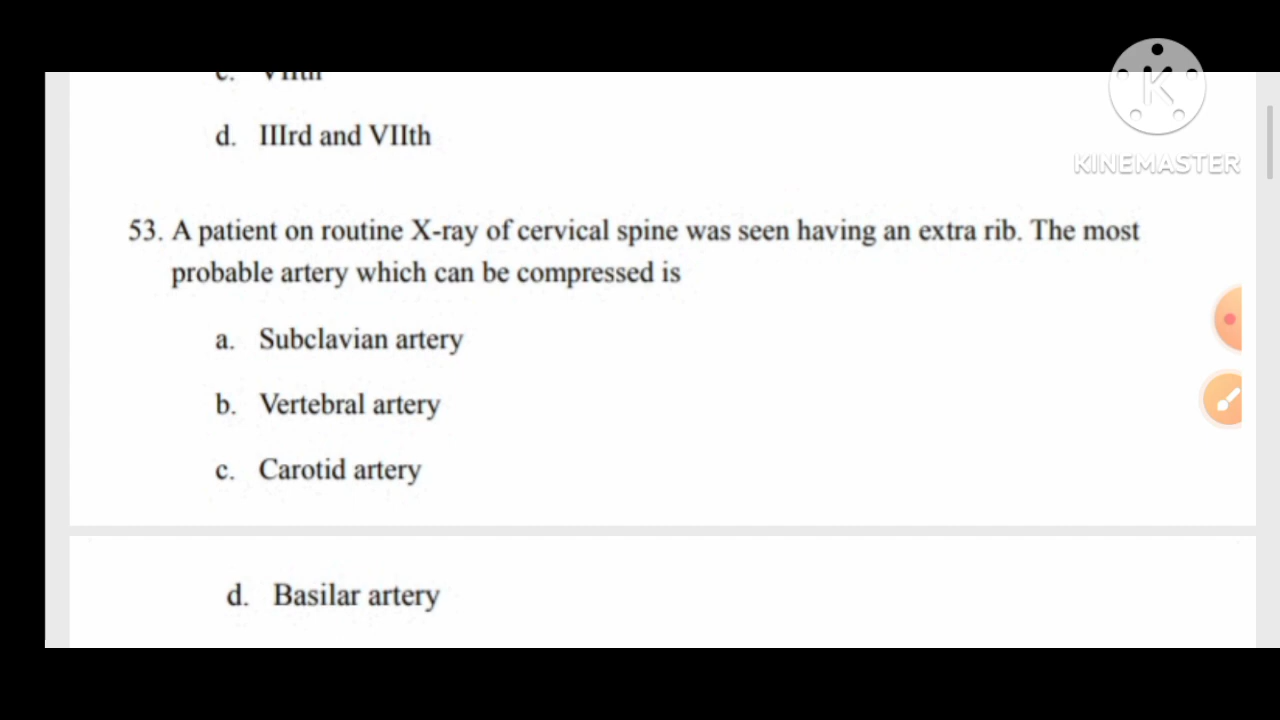 d. IIIrd and VIIth
KINEMASTER
53. A patient on routine X-ray of cervical spine was seen having an extra rib. The most
probable artery which can be compressed is
a. Subclavian artery
b. Vertebral artery
c. Carotid artery
d. Basilar artery